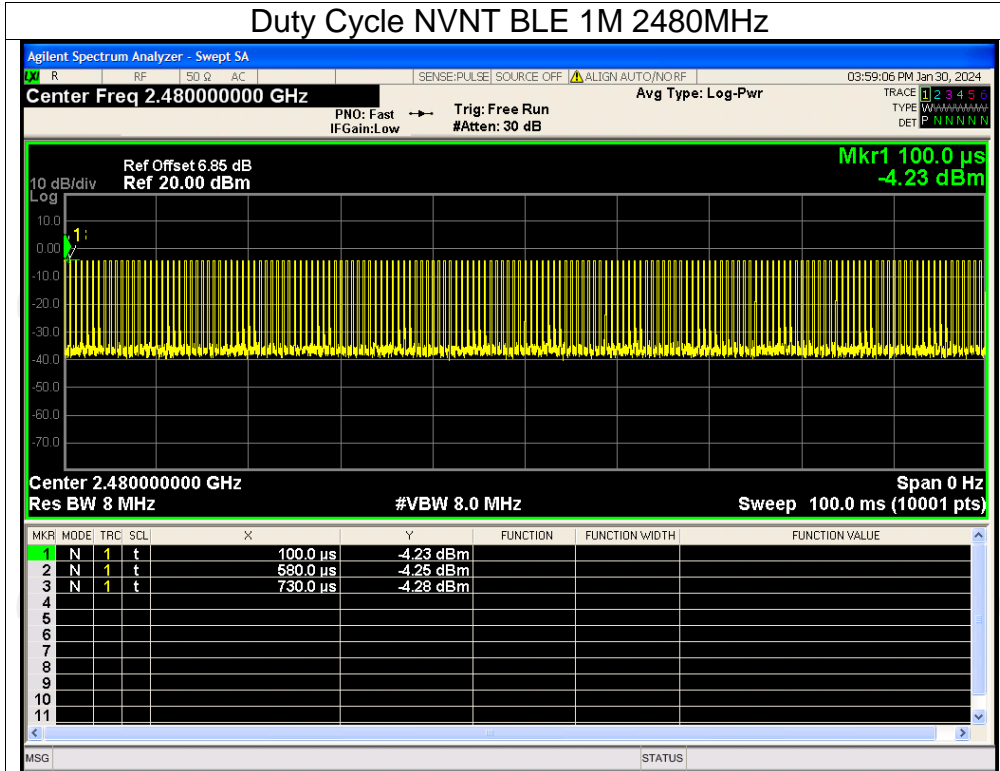 Duty Cycle NVNT BLE 1M 2480MHz
Agilent Spectrum Analyzer - Swept SA
LXI R RF 50 Ω AC SENSE:PULSE SOURCE OFF ALIGN AUTO/NO RF 03:59:06 PM Jan 30, 2024
Center Freq 2.480000000 GHz Avg Type: Log-Pwr TRACE 1 2 3 4 5 6
PNO: Fast Trig: Free Run TYPE WWWWWW
IFGain:Low #Atten: 30 dB DET P N N N N N
Mkr1 100.0 µs
Ref Offset 6.85 dB
10 dB/div Ref 20.00 dBm -4.23 dBm
Log
10.0
1
0.00
-10.0
-20.0
-30.0
-40.0
-50.0
-60.0
-70.0
Center 2.480000000 GHz Span 0 Hz
Res BW 8 MHz #VBW 8.0 MHz Sweep 100.0 ms (10001 pts)
MKR MODE TRC SCL X Y FUNCTION FUNCTION WIDTH FUNCTION VALUE
1 N 1 t 100.0 µs -4.23 dBm
2 N 1 t 580.0 µs -4.25 dBm
3 N 1 t 730.0 µs -4.28 dBm
4
5
6
7
8
9
10
11
MSG STATUS